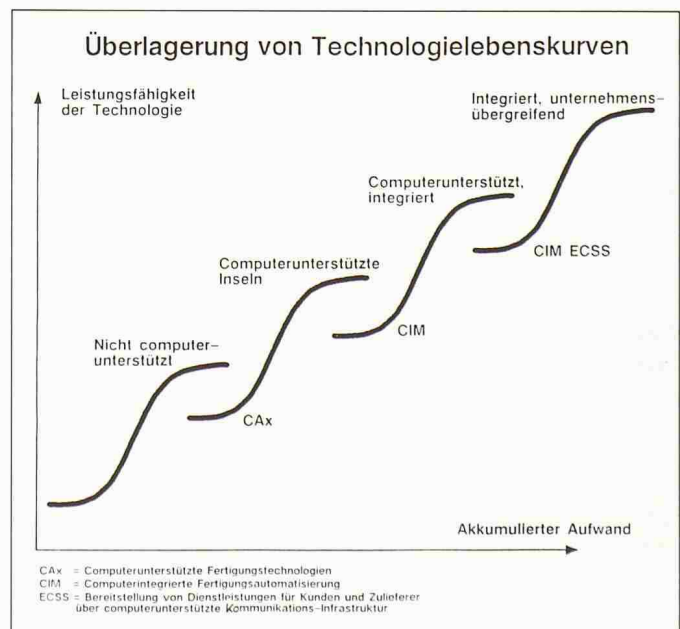 Überlagerung von Technologielebenskurven
Leistungsfähigkeit
der Technologie
Integriert, unternehmens-
übergreifend
Computerunterstützt,
integriert
CIM ECSS
Computerunterstützte
Inseln
CIM
Nicht computer-
unterstützt
CAx
Akkumulierter Aufwand
CAx = Computerunterstützte Fertigungstechnologien
CIM = Computerintegrierte Fertigungsautomatisierung
ECSS = Bereitstellung von Dienstleistungen für Kunden und Zulieferer
über computerunterstützte Kommunikations-Infrastruktur